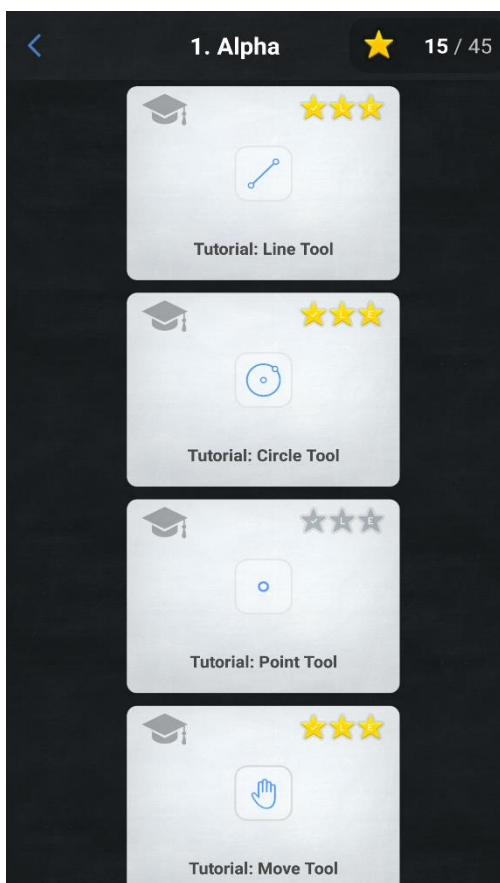 1. Alpha
15 / 45
Tutorial: Line Tool
Tutorial: Circle Tool
L E
Tutorial: Point Tool
Tutorial: Move Tool